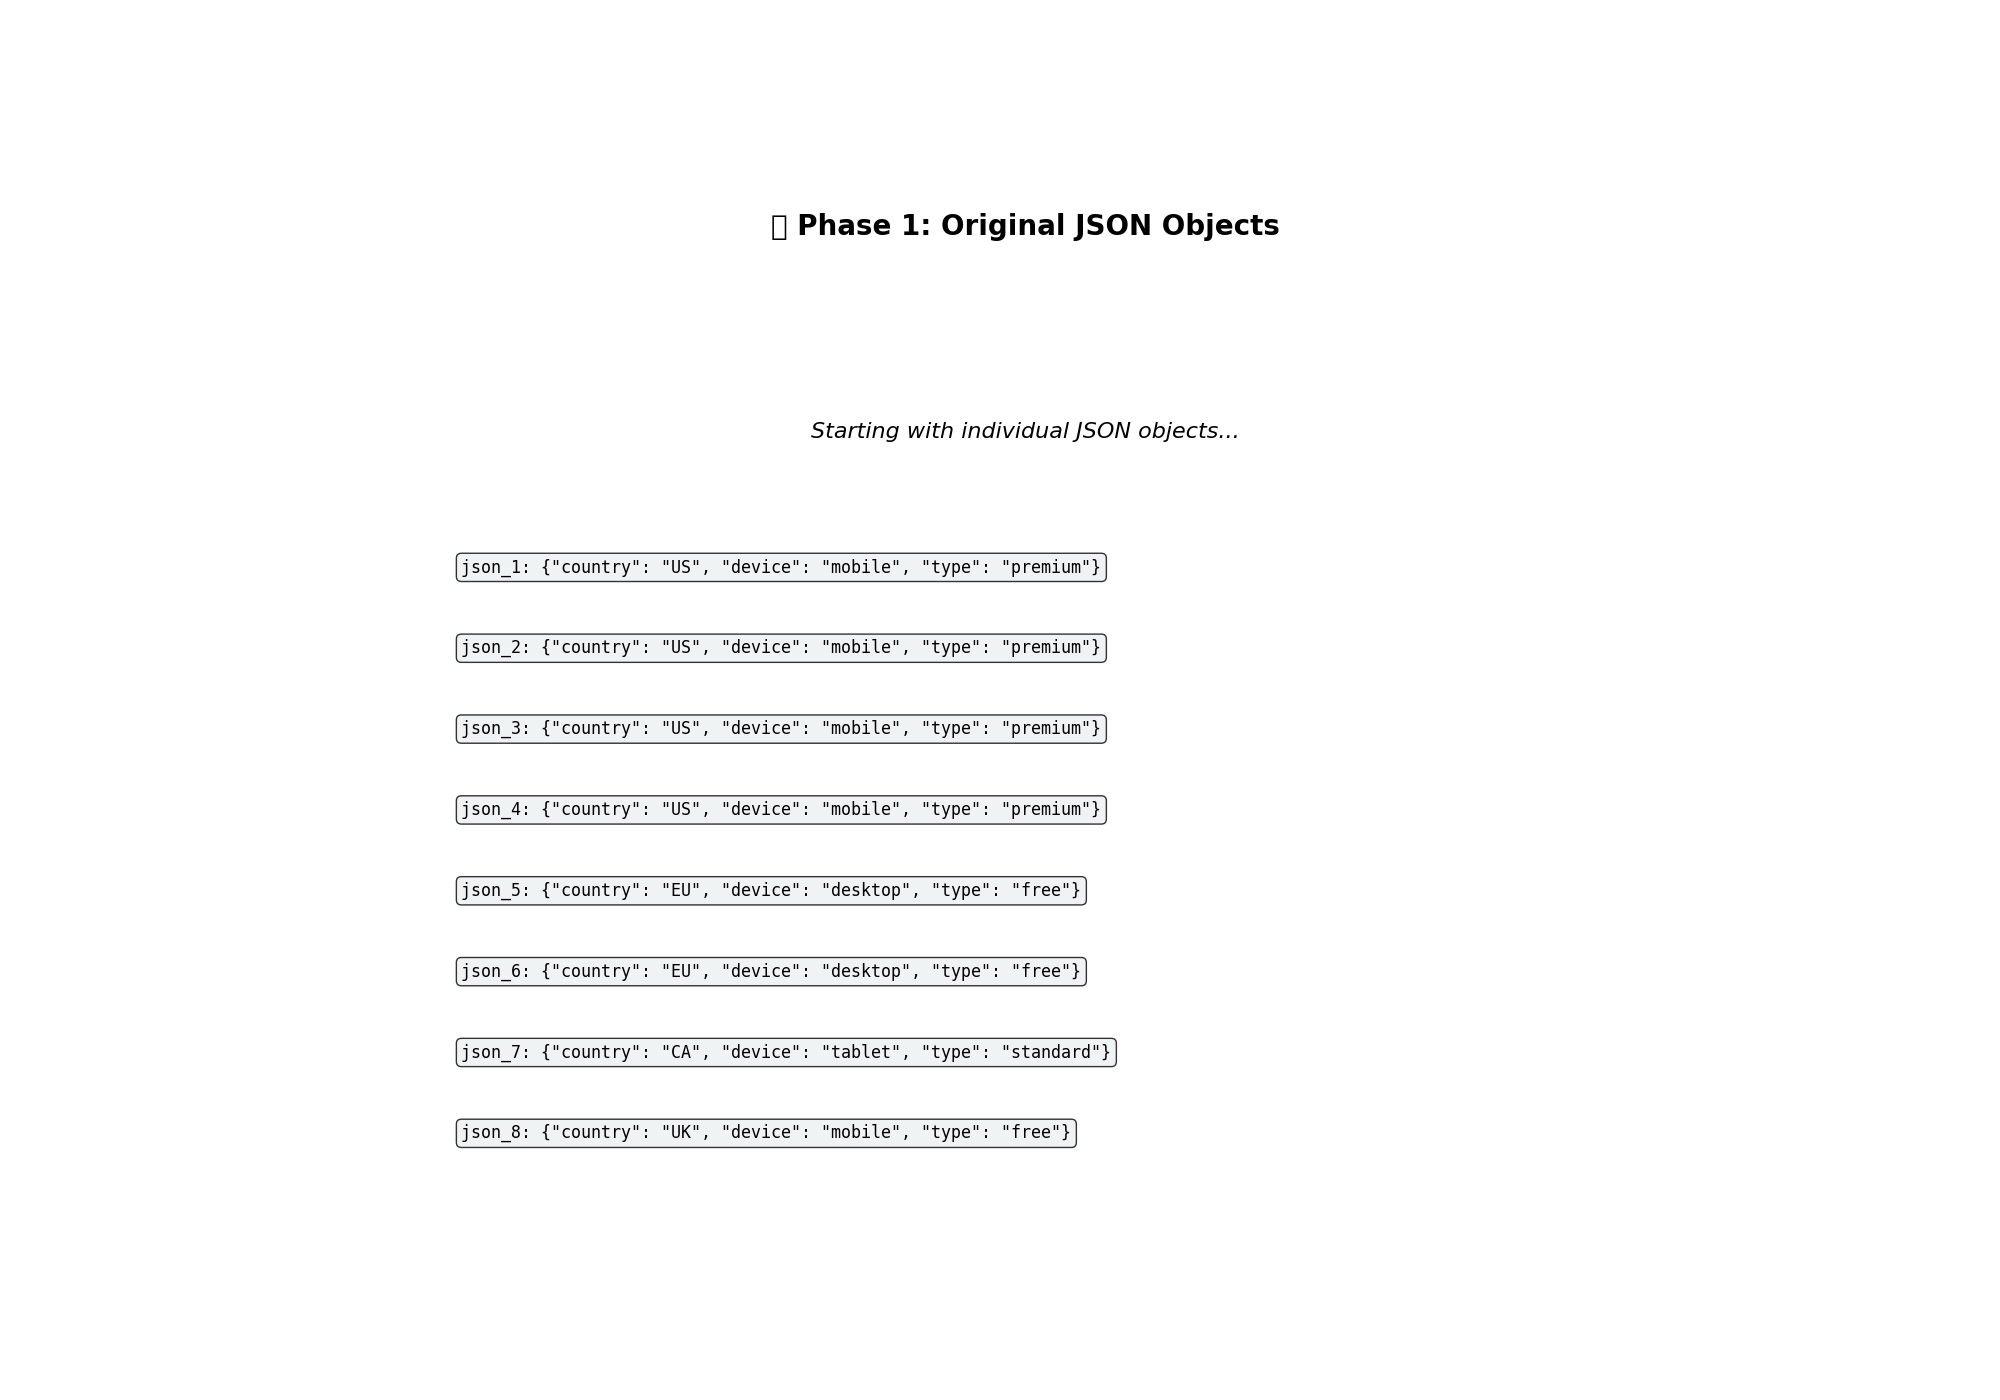 Phase 1: Original JSON Objects
Starting with individual JSON objects...
json_1: {"country": "US", "device": "mobile", "type": "premium"}
json_2: {"country": "US", "device": "mobile", "type": "premium"}
json_3: {"country": "US", "device": "mobile", "type": "premium"}
json_4: {"country": "US", "device": "mobile", "type": "premium"}
json_5: {"country": "EU", "device": "desktop", "type": "free"}
json_6: {"country": "EU", "device": "desktop", "type": "free"}
json_7: {"country": "CA", "device": "tablet", "type": "standard"}
json_8: {"country": "UK", "device": "mobile", "type": "free"}